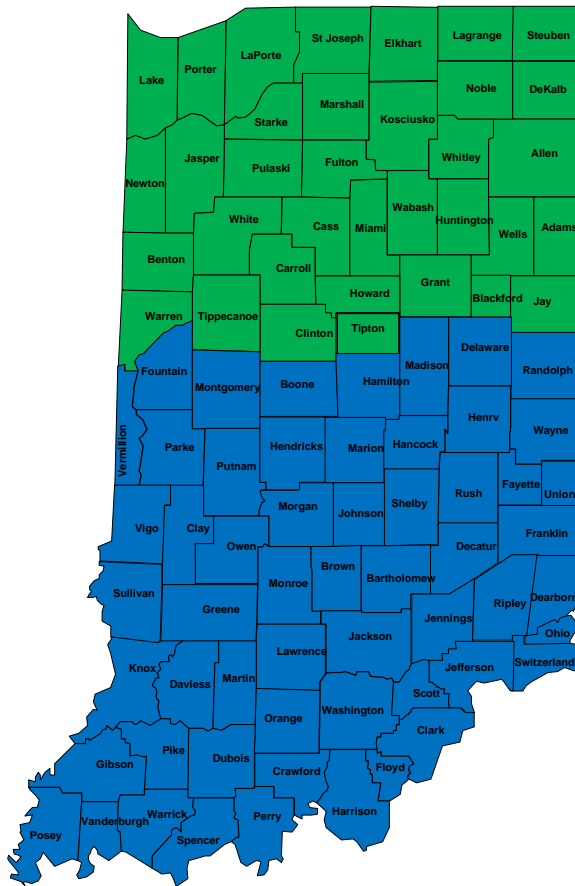 St Joseph
Elkhart
Lagrange
Steuben
LaPorte
Porter
Lake
Noble
DeKalb
Marshall
Kosciusko
Starke
Allen
Jasper
Fulton
Whitley
Pulaski
Newton
Wabash
White
Huntington
Cass
Miami
Adams
Wells
Benton
Carroll
Grant
Howard
Blackford
Jay
Warren
Tippecanoe
Tipton
Clinton
Delaware
Madison
Fountain
Randolph
Hamilton
Boone
Montgomery
Henrv
Wayne
Vermillion
Parke
Hendricks
Marion
Hancock
Putnam
Fayette
Rush
Union
Morgan
Shelby
Johnson
Vigo
Clay
Franklin
Owen
Decatur
Brown
Bartholomew
Monroe
Sullivan
Dearborn
Ripley
Greene
Jennings
Ohio
Jackson
Lawrence
Switzerland
Jefferson
Knox
Martin
Daviess
Scott
Washington
Orange
Clark
Pike
Dubois
Gibson
Floyd
Crawford
Harrison
Warrick
Perry
Vanderburgh
Posey
Spencer